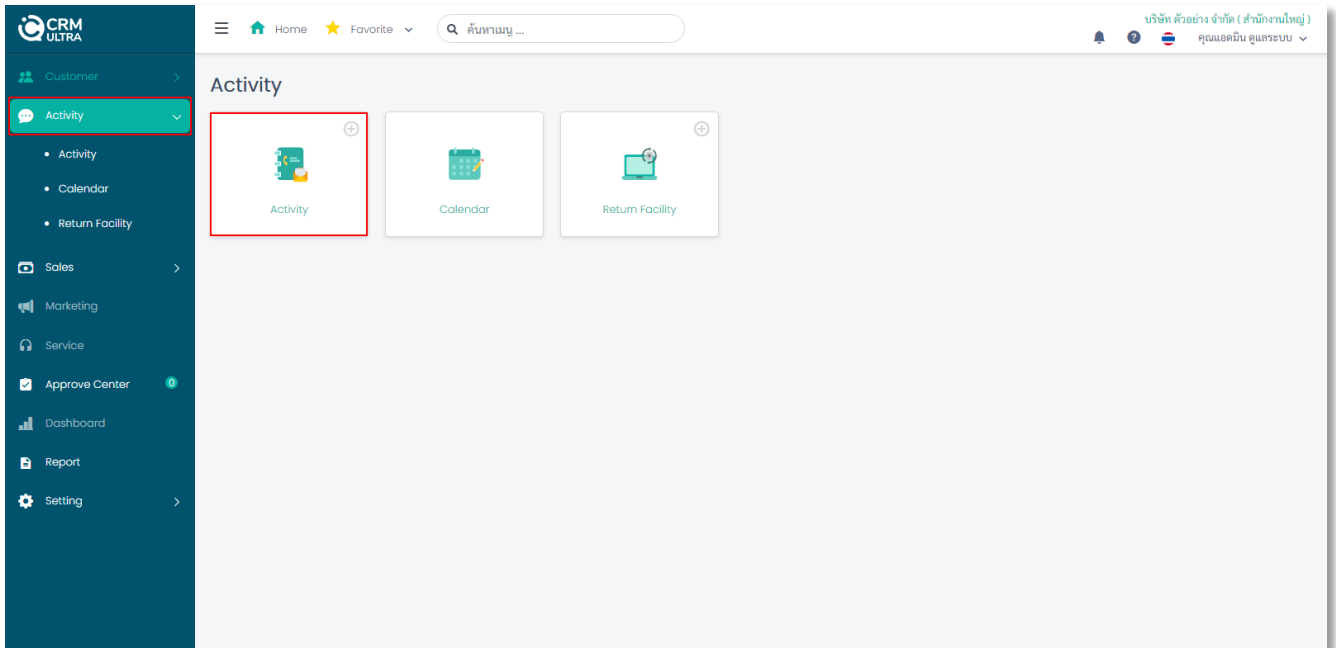 CRM
ULTRA
Home
Favorite
ค้นหาเมนู ...
บริษัท ตัวอย่าง จำกัด ( สำนักงานใหญ่ )
คุณแอดมิน ดูแลระบบ
Customer
Activity
Activity
Calendar
Return Facility
Sales
Marketing
Service
Approve Center 0
Dashboard
Report
Setting
Activity
Activity
Calendar
Return Facility